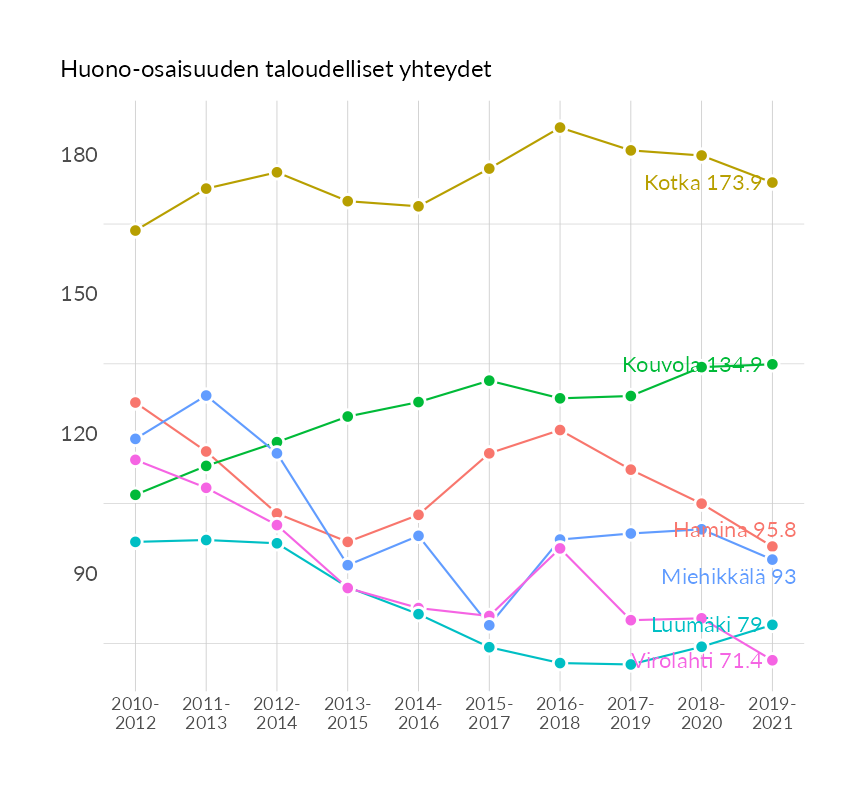 Huono-osaisuuden taloudelliset yhteydet
180
Kotka 173.9
150
Kouvola 134.9
120
Hamina 95.8
90
Miehikkälä 93
Luumäki 79
Virolahti 71.4
2010- 2011- 2012- 2013- 2014- 2015- 2016- 2017- 2018- 2019-
2012 2013 2014 2015 2016 2017 2018 2019 2020 2021